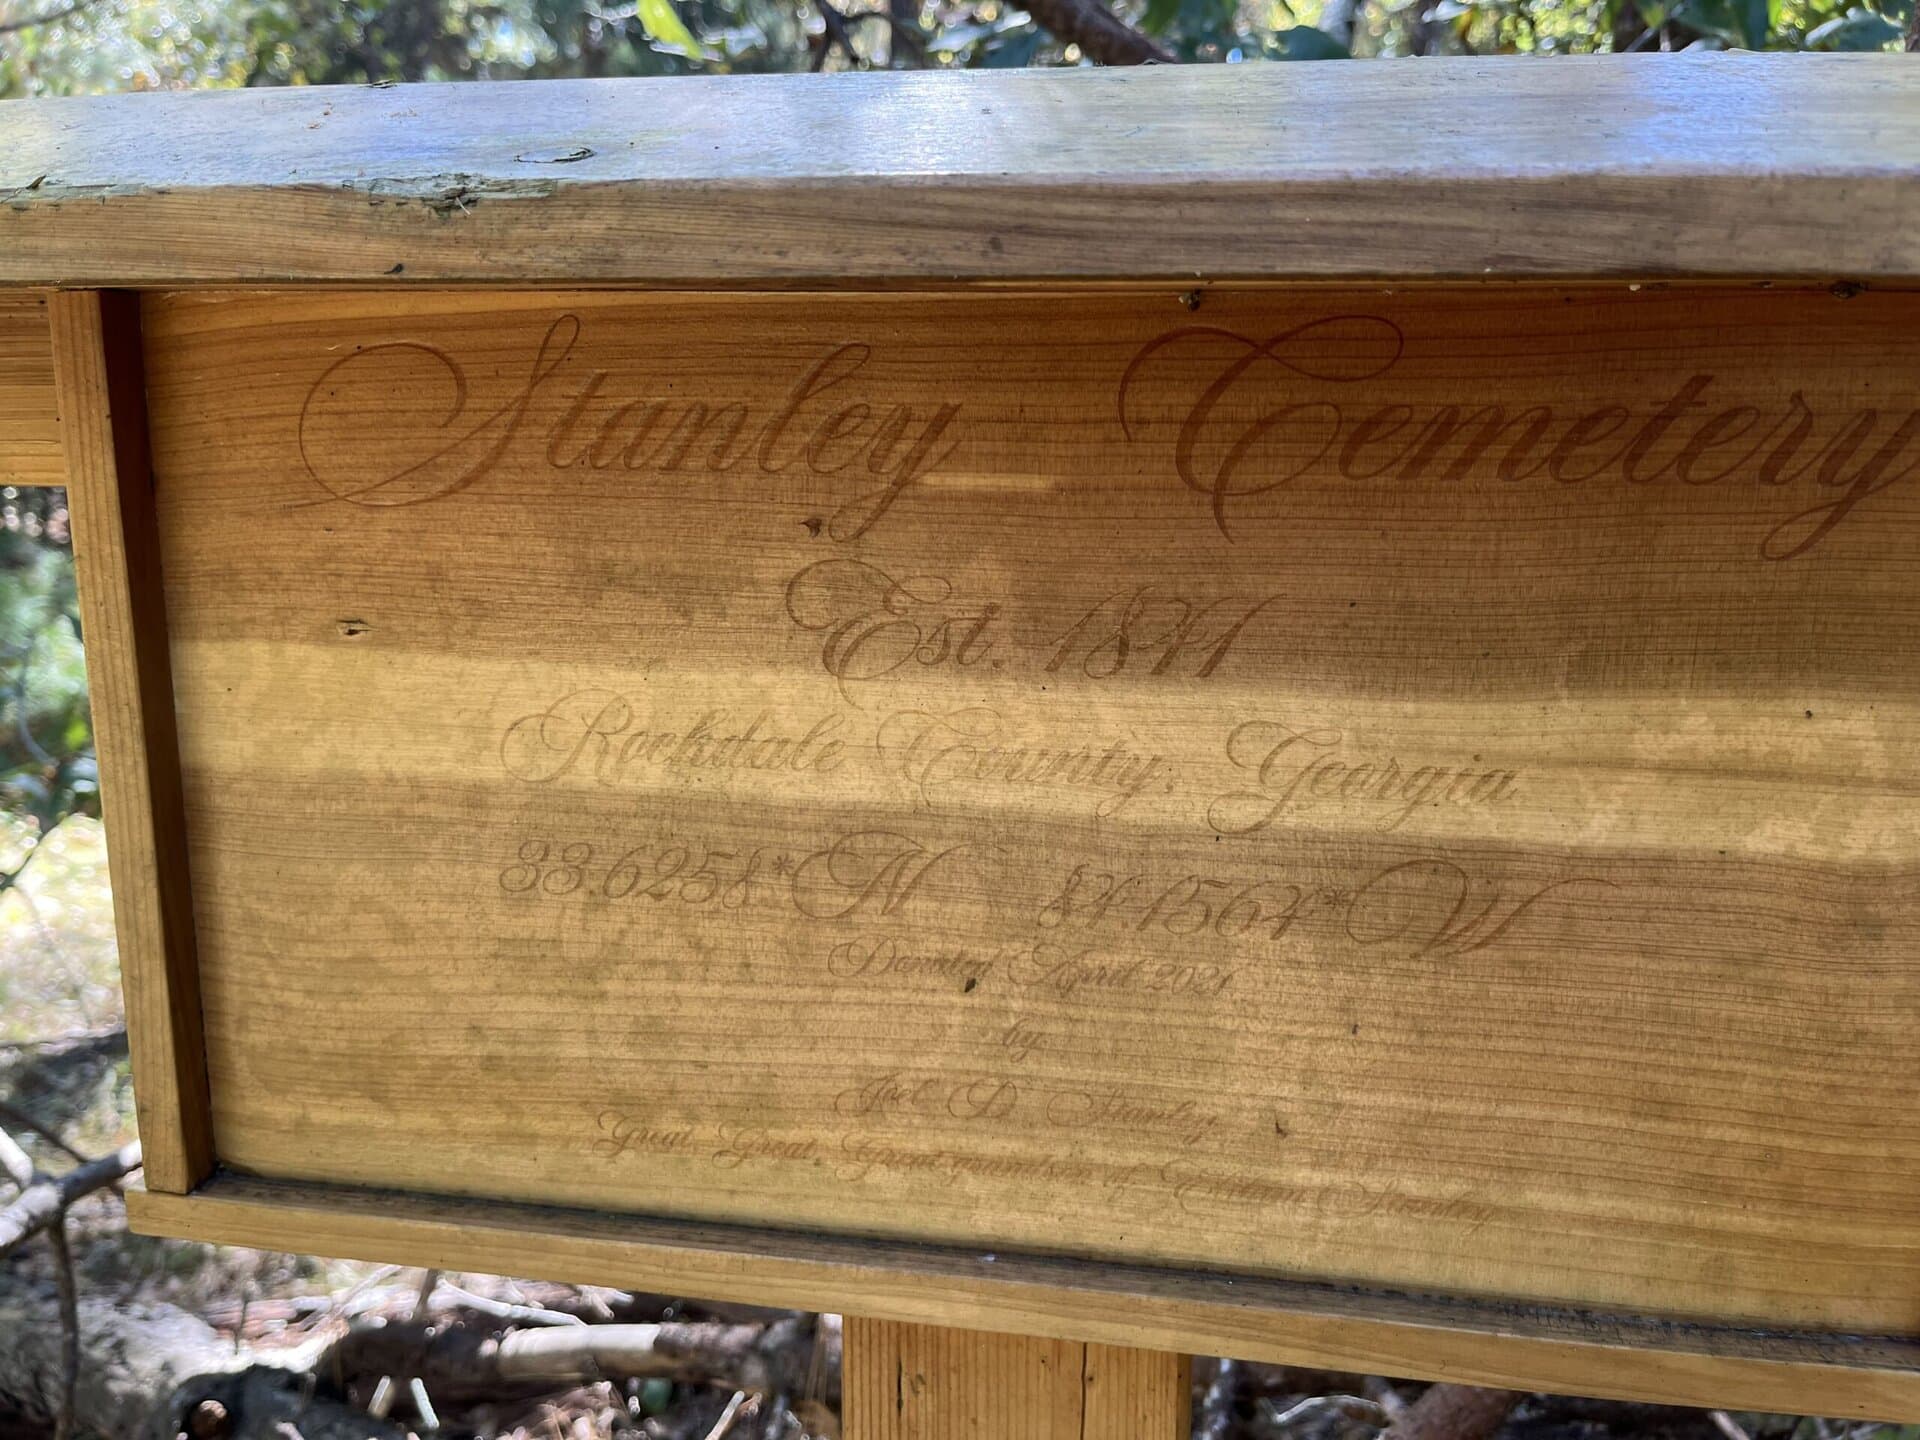 Stanley Cemetery
Est. 1841
Rockdale County, Georgia
33.6258*N 84.1564*W
Donated April 2021
by
Joel D Stanley
Great, Great, Great grandson of Stanley